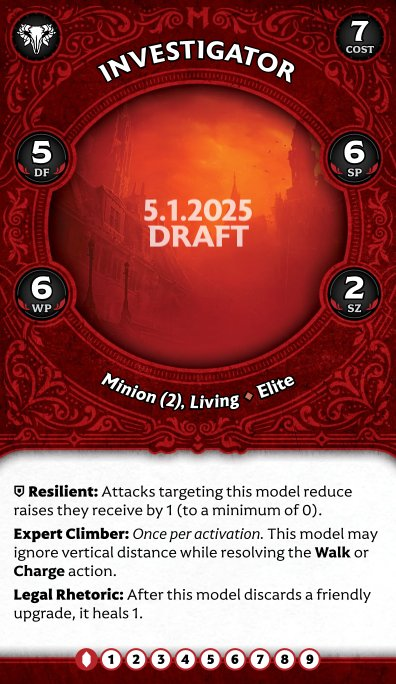 INVESTIGATOR
7
COST
5
DF
6
SP
5.1.2025
DRAFT
6
WP
2
SZ
Minion (2), Living • Elite
Resilient: Attacks targeting this model reduce
raises they receive by 1 (to a minimum of 0).
Expert Climber: Once per activation. This model may
ignore vertical distance while resolving the Walk or
Charge action.
Legal Rhetoric: After this model discards a friendly
upgrade, it heals 1.
1 2 3 4 5 6 7 8 9